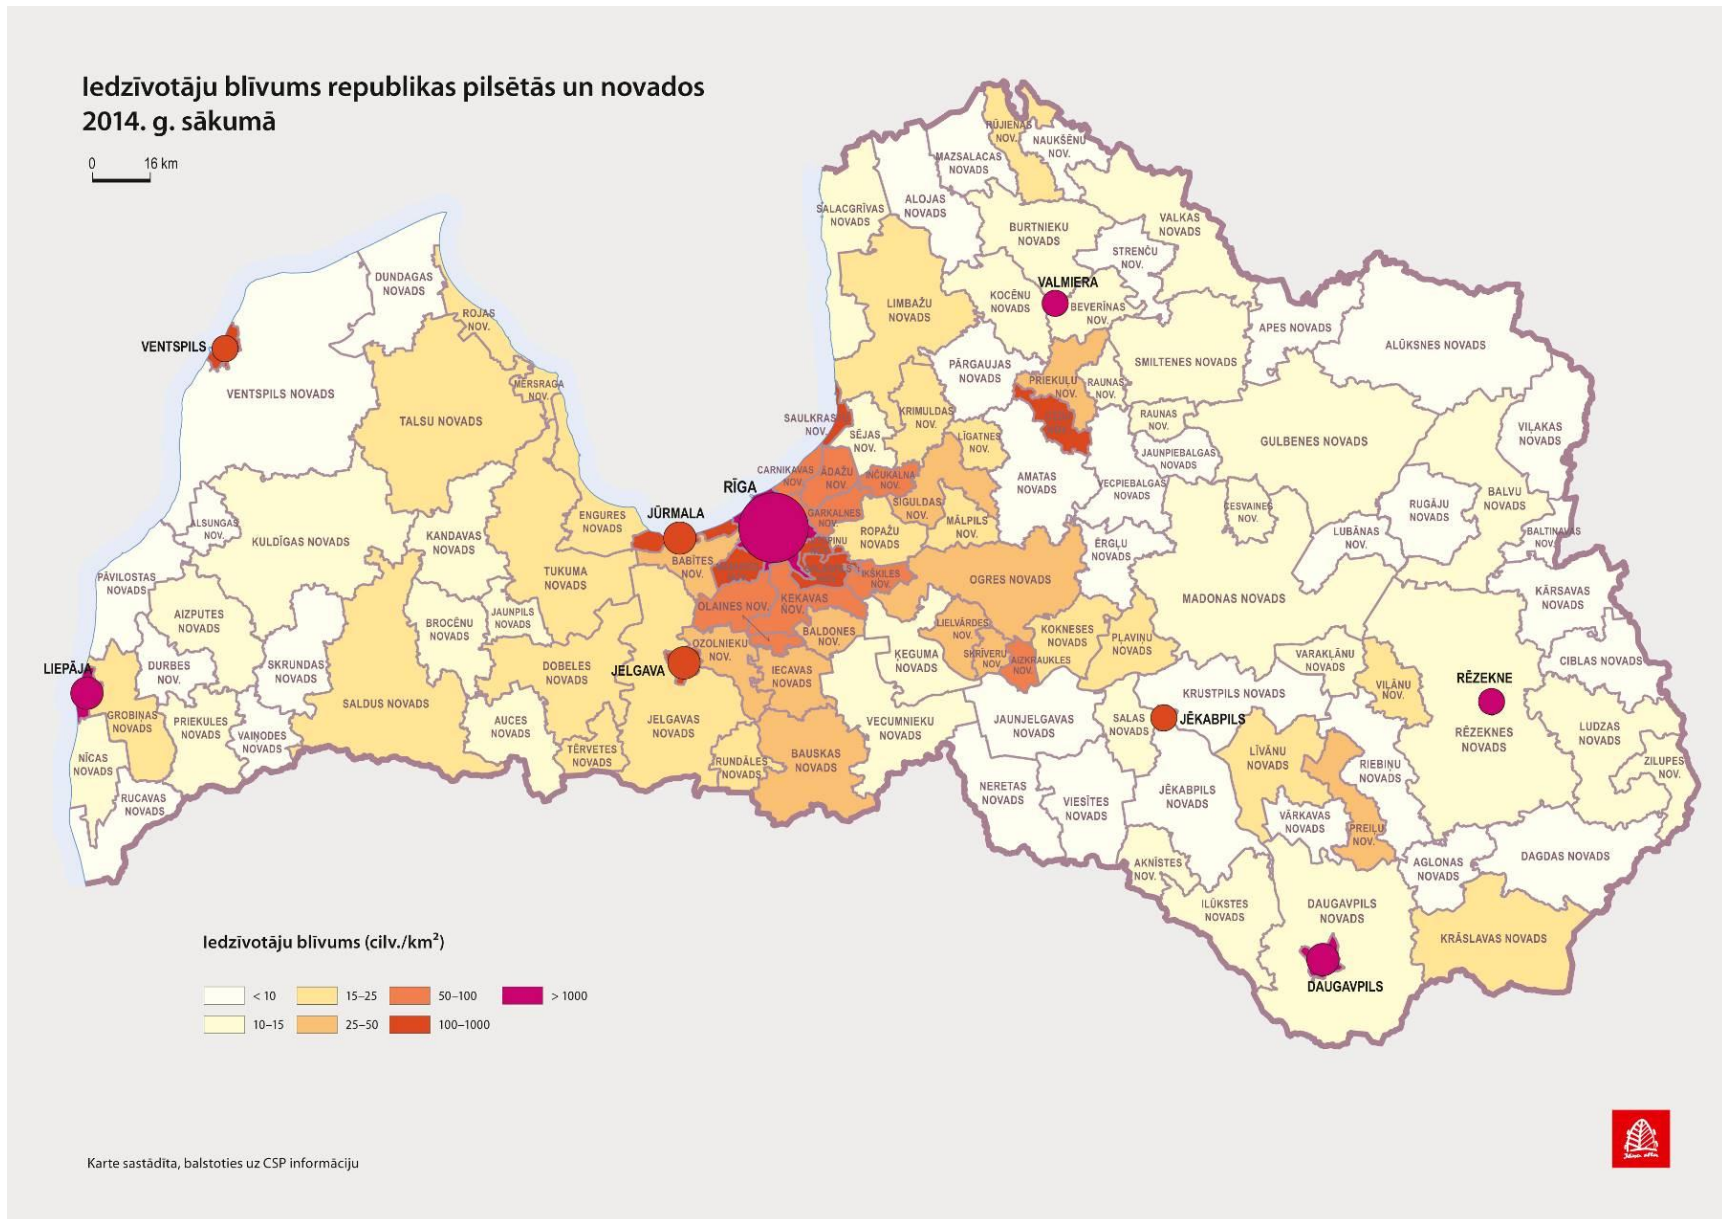 Iedzīvotāju blīvums republikas pilsētās un novados
2014. g. sākumā
0 16 km
RŪJIENAS
NOV.
NAUKŠĒNU
NOV.
MAZSALACAS
NOVADS
ALOJAS
NOVADS
SALACGRĪVAS
NOVADS
BURTNIEKU
NOVADS
VALKAS
NOVADS
STRENČU
NOV.
DUNDAGAS
NOVADS
VALMIERA
KOCĒNU
NOVADS
BEVERĪNAS
NOV.
LIMBAŽU
NOVADS
ROJAS
NOV.
APES NOVADS
ALŪKSNES NOVADS
VENTSPILS
VENTSPILS NOVADS
PĀRGAUJAS
NOVADS
SMILTENES NOVADS
MĒRSRAGA
NOV.
PRIEKUĻU
NOV.
RAUNAS
NOV.
TALSU NOVADS
SAULKRAS
NOV.
SĒJAS
NOV.
KRIMULDAS
NOV.
LĪGATNES
NOV.
RAUNAS
NOV.
GULBENES NOVADS
VIĻAKAS
NOVADS
JAUNPIEBALGAS
NOVADS
CARNIKAVAS
NOV.
ĀDAŽU
NOV.
INČUKALNA
NOV.
AMATAS
NOVADS
VECPIEBALGAS
NOVADS
RĪGA
SIGULDAS
NOV.
MĀLPILS
NOV.
CESVAINES
NOV.
RUGĀJU
NOVADS
BALVU
NOVADS
JŪRMALA
ENGURES
NOVADS
GARKALNES
NOV.
ROPAŽU
NOVADS
ALSUNGAS
NOV.
KULDĪGAS NOVADS
KANDAVAS
NOVADS
ĒRGĻU
NOVADS
LUBĀNAS
NOV.
BALTINAVAS
NOV.
BABĪTES
NOV.
TUKUMA
NOVADS
IKŠĶILES
NOV.
OGRES NOVADS
PĀVILOSTAS
NOVADS
MADONAS NOVADS
KĀRSAVAS
NOVADS
AIZPUTES
NOVADS
BROCĒNU
NOVADS
JAUNPILS
NOVADS
OLAINES NOV.
ĶEKAVAS
NOV.
BALDONES
NOV.
LIELVĀRDES
NOV.
KOKNESES
NOVADS
PĻAVIŅU
NOVADS
OZOLNIEKU
NOV.
ĶEGUMA
NOVADS
SKRĪVERU
NOV.
AIZKRAUKLES
NOV.
VARAKĻĀNU
NOVADS
CIBLAS NOVADS
LIEPĀJA
DURBES
NOV.
SKRUNDAS
NOVADS
DOBELES
NOVADS
JELGAVA
IECAVAS
NOVADS
KRUSTPILS NOVADS
VIĻĀNU
NOV.
RĒZEKNE
SALDUS NOVADS
GROBIŅAS
NOVADS
PRIEKULES
NOVADS
AUCES
NOVADS
JELGAVAS
NOVADS
VECUMNIEKU
NOVADS
JAUNJELGAVAS
NOVADS
SALAS
NOVADS
JĒKABPILS
RĒZEKNES
NOVADS
LUDZAS
NOVADS
VAIŅODES
NOVADS
TĒRVETES
NOVADS
RUNDĀLES
NOVADS
BAUSKAS
NOVADS
LĪVĀNU
NOVADS
RIEBIŅU
NOVADS
ZILUPES
NOV.
NĪCAS
NOVADS
RUCAVAS
NOVADS
NERETAS
NOVADS
VIESĪTES
NOVADS
JĒKABPILS
NOVADS
VĀRKAVAS
NOVADS
PREIĻU
NOV.
AKNĪSTES
NOV.
AGLONAS
NOVADS
DAGDAS NOVADS
ILŪKSTES
NOVADS
DAUGAVPILS
NOVADS
KRĀSLAVAS NOVADS
DAUGAVPILS
Iedzīvotāju blīvums (cilv./km²)
< 10 15–25 50–100 > 1000
10–15 25–50 100–1000
Karte sastādīta, balstoties uz CSP informāciju